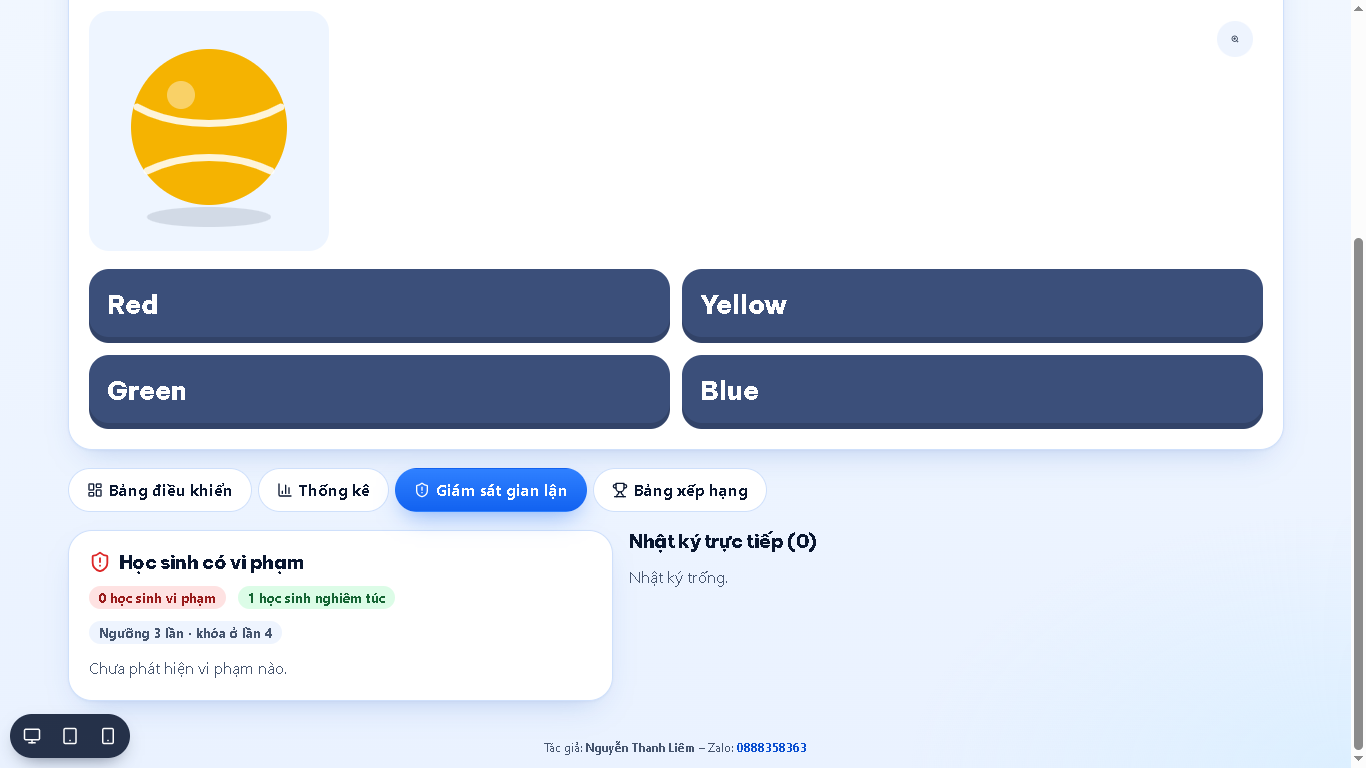 Red
Yellow
Green
Blue
Bảng điều khiển
Thống kê
Giám sát gian lận
Bảng xếp hạng
Học sinh có vi phạm
0 học sinh vi phạm
1 học sinh nghiêm túc
Ngưỡng 3 lần · khóa ở lần 4
Chưa phát hiện vi phạm nào.
Nhật ký trực tiếp (0)
Nhật ký trống.
Tác giả: Nguyễn Thanh Liêm – Zalo: 0888358363